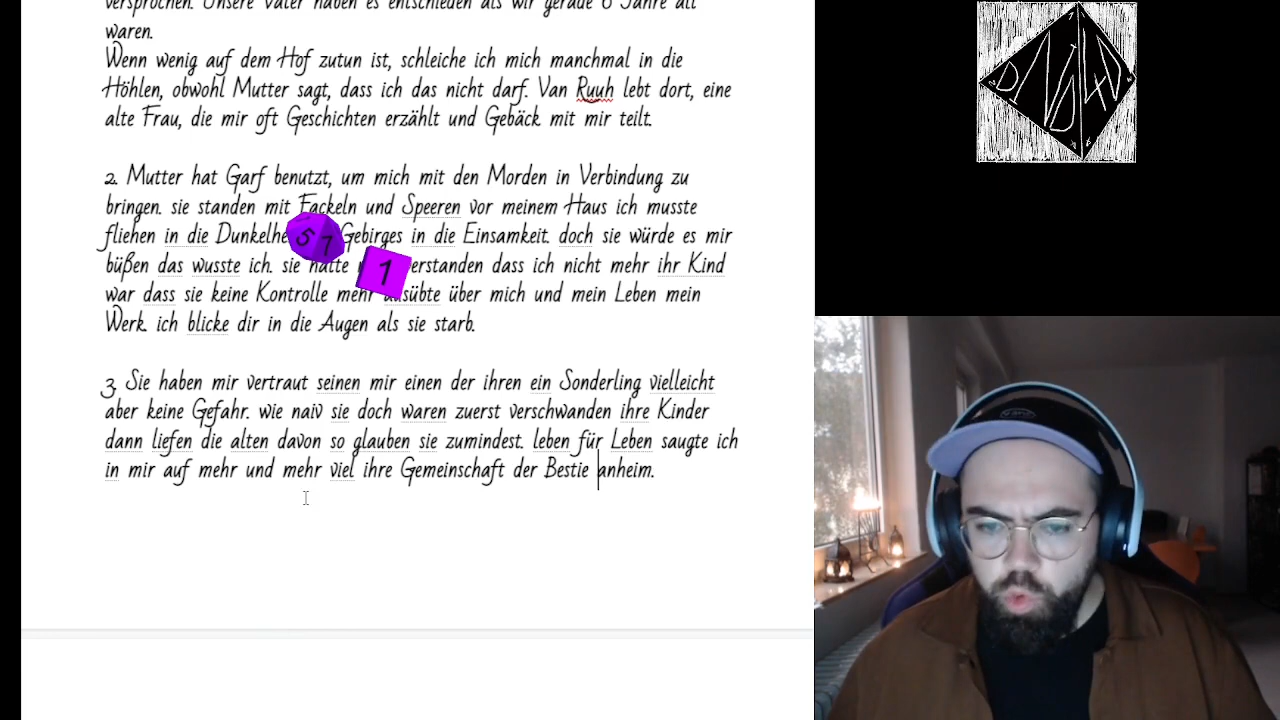 versprochen. Unsere Väter haben es entschieden als wir gerade 6 Jahre alt
waren.
Wenn wenig auf dem Hof zutun ist, schleiche ich mich manchmal in die
Höhlen, obwohl Mutter sagt, dass ich das nicht darf. Van Ruuh lebt dort, eine
alte Frau, die mir oft Geschichten erzählt und Gebäck mit mir teilt.
2. Mutter hat Garf benutzt, um mich mit den Morden in Verbindung zu
bringen. sie standen mit Fackeln und Speeren vor meinem Haus ich musste
fliehen in die Dunkelhe Gebirges in die Einsamkeit. doch sie würde es mir
büßen das wusste ich. sie hatte erstanden dass ich nicht mehr ihr Kind
war dass sie keine Kontrolle mehr ausübte über mich und mein Leben mein
Werk. ich blicke dir in die Augen als sie starb.
3. Sie haben mir vertraut seinen mir einen der ihren ein Sonderling vielleicht
aber keine Gefahr. wie naiv sie doch waren zuerst verschwanden ihre Kinder
dann liefen die alten davon so glauben sie zumindest. leben für Leben saugte ich
in mir auf mehr und mehr viel ihre Gemeinschaft der Bestie anheim.
5 7
1